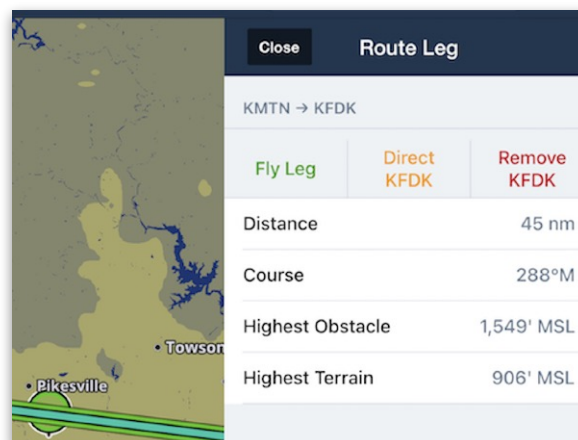 Close
Route Leg
KMTN → KFDK
Fly Leg
Direct
KFDK
Remove
KFDK
Distance
45 nm
Course
288°M
Highest Obstacle
1,549' MSL
Highest Terrain
906' MSL
Towson
Pikesville